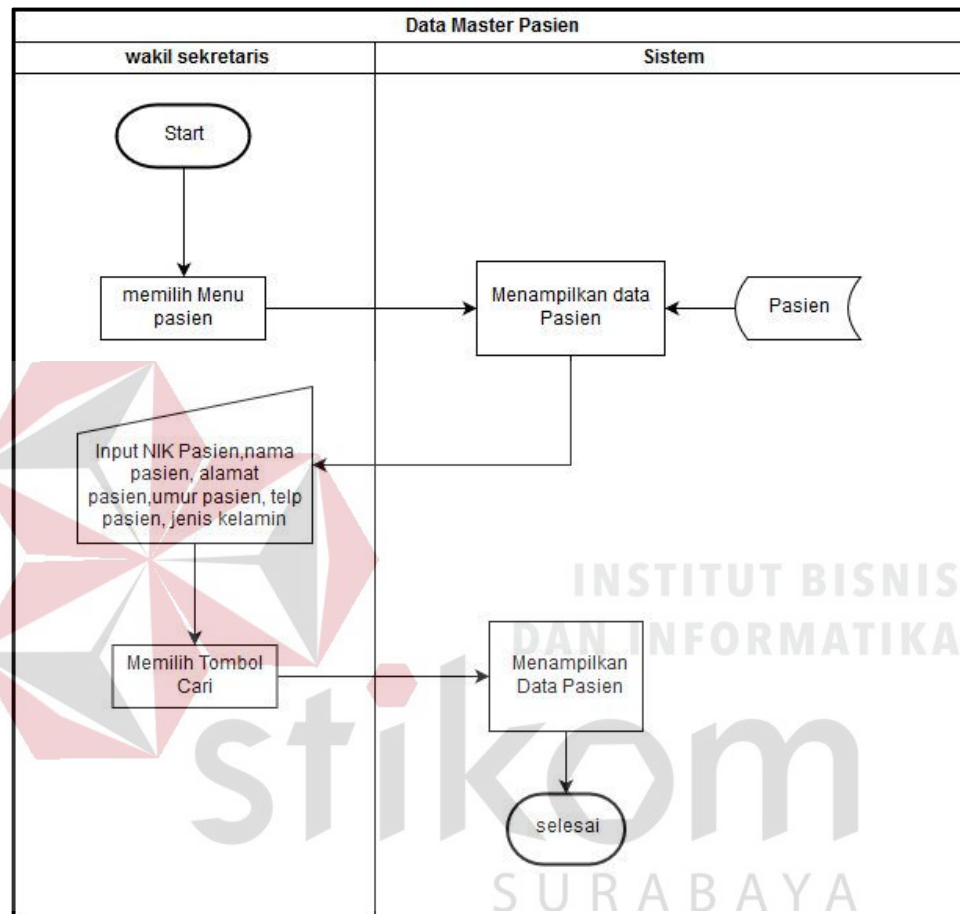 Data Master Pasien
wakil sekretaris
Sistem
Start
memilih Menu
pasien
Menampilkan data
Pasien
Pasien
Input NIK Pasien,nama
pasien, alamat
pasien,umur pasien, telp
pasien, jenis kelamin
INSTITUT BISNIS
DAN INFORMATIKA
Memilih Tombol
Cari
Menampilkan
Data Pasien
stikom
selesai
SURABAYA